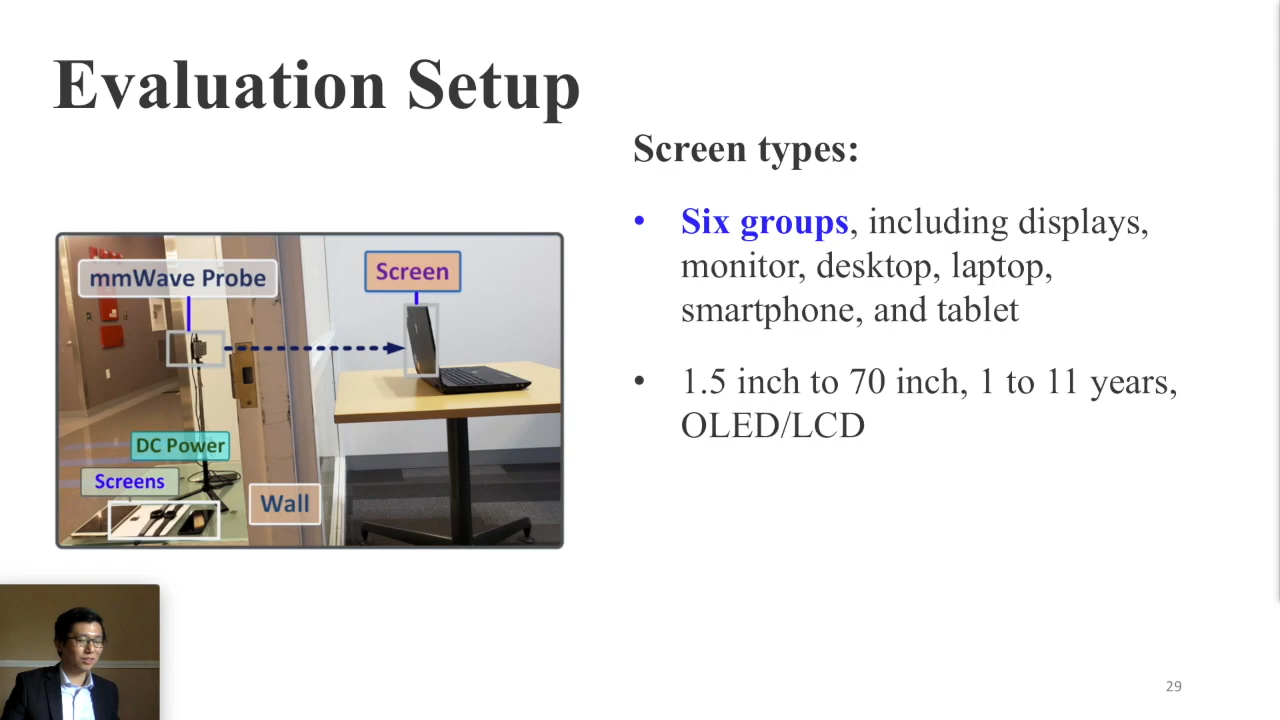 Evaluation Setup
Screen types:
• Six groups, including displays,
monitor, desktop, laptop,
smartphone, and tablet
• 1.5 inch to 70 inch, 1 to 11 years,
OLED/LCD
mmWave Probe
Screen
DC Power
Screens
Wall
29